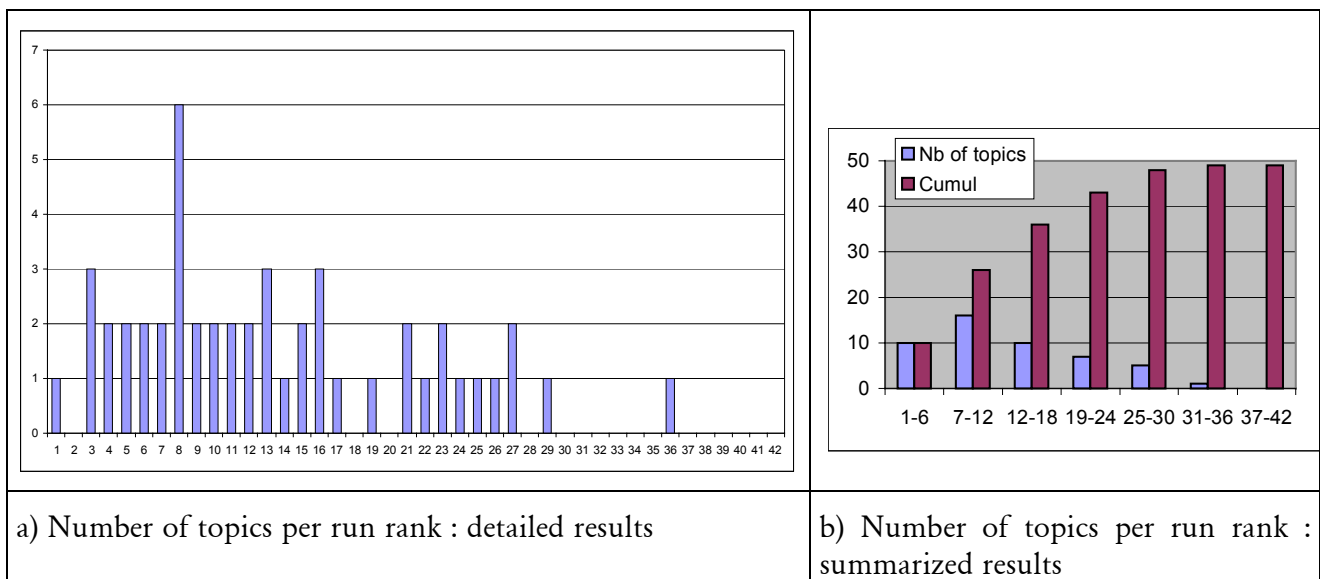 7
6
5
4
3
2
1
0
1 2 3 4 5 6 7 8 9 10 11 12 13 14 15 16 17 18 19 20 21 22 23 24 25 26 27 28 29 30 31 32 33 34 35 36 37 38 39 40 41 42
Nb of topics
Cumul
50
40
30
20
10
0
1-6 7-12 12-18 19-24 25-30 31-36 37-42
a) Number of topics per run rank : detailed results
b) Number of topics per run rank :
summarized results